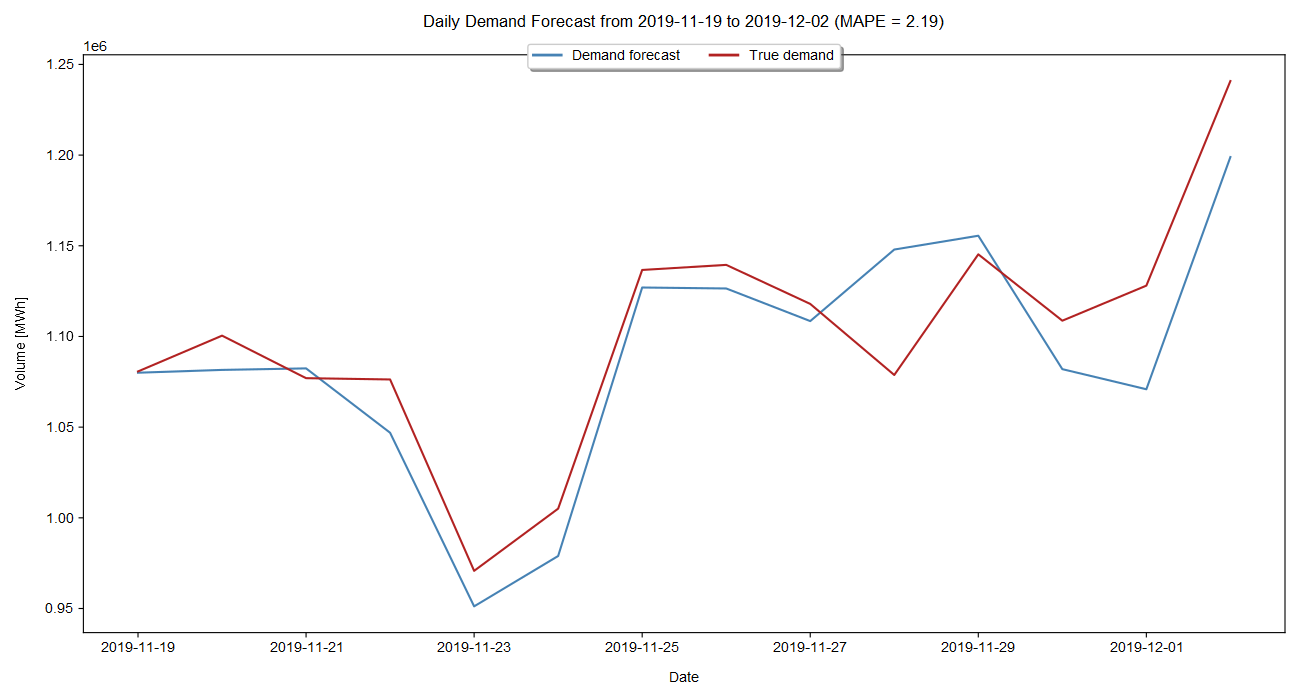 Daily Demand Forecast from 2019-11-19 to 2019-12-02 (MAPE = 2.19)
1e6
Demand forecast True demand
1.25
1.20
1.15
1.10
1.05
1.00
0.95
Volume [MWh]
2019-11-19 2019-11-21 2019-11-23 2019-11-25 2019-11-27 2019-11-29 2019-12-01
Date